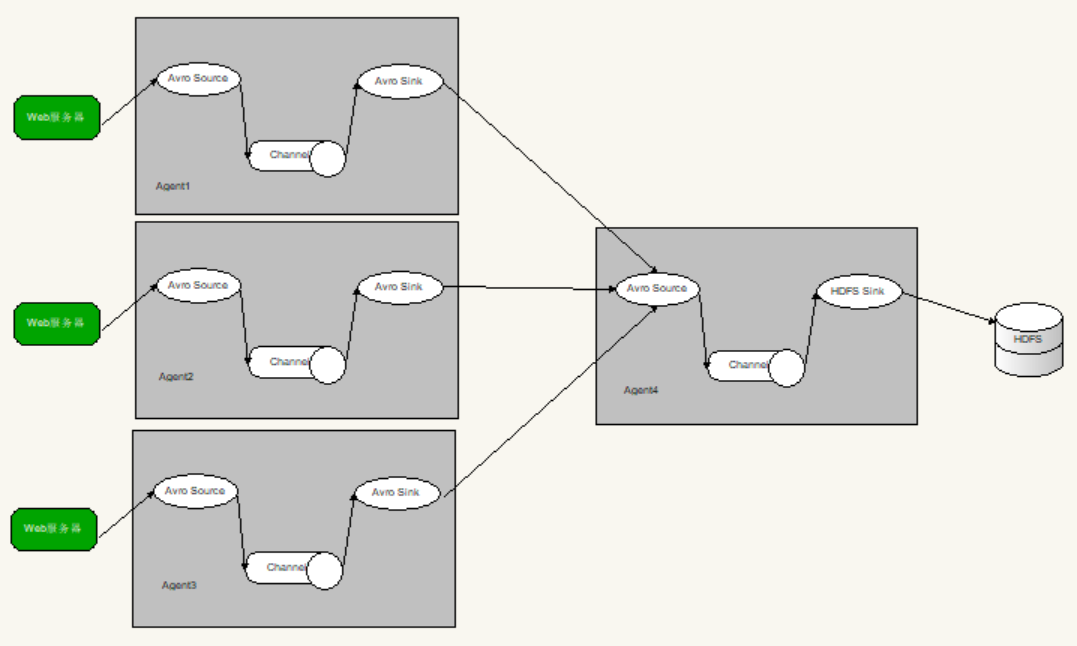 Web服务器
Avro Source
Avro Sink
Channel
Agent1
Web服务器
Avro Source
Avro Sink
Channel
Agent2
Web服务器
Avro Source
Avro Sink
Channel
Agent3
Avro Source
HDFS Sink
Channel
Agent4
HDFS